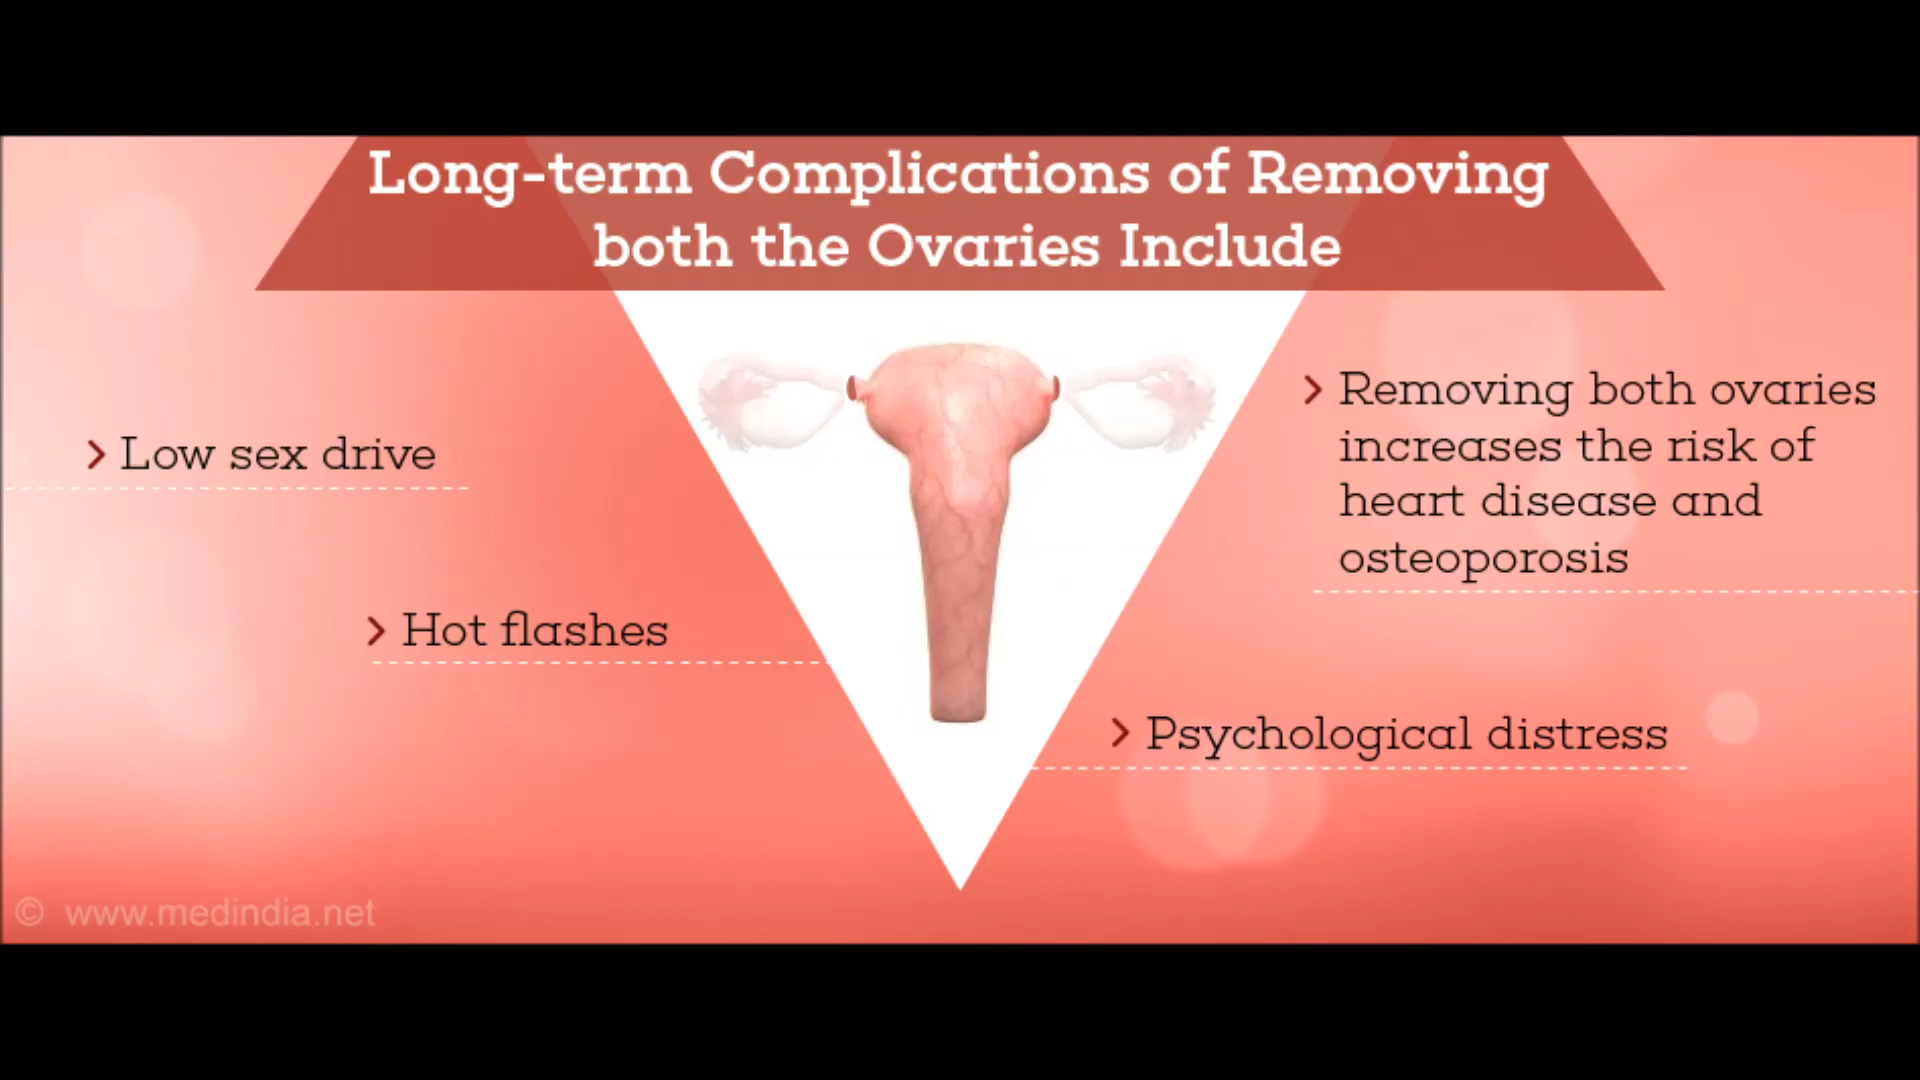 Long-term Complications of Removing
both the Ovaries Include
Low sex drive
Hot flashes
Removing both ovaries
increases the risk of
heart disease and
osteoporosis
Psychological distress
© www.medindia.net